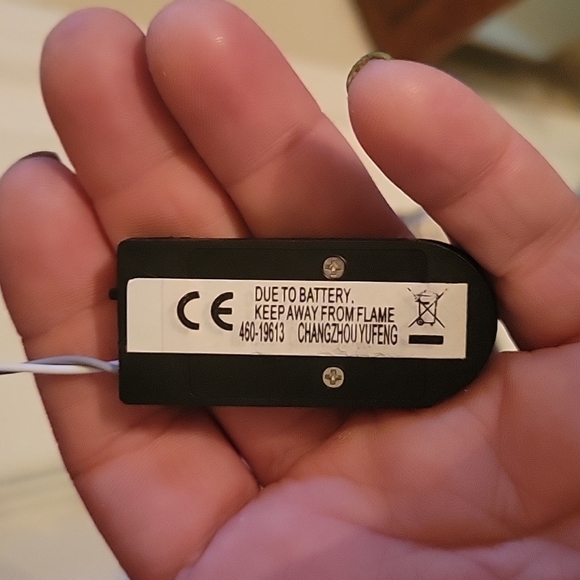 CE
DUE TO BATTERY,
KEEP AWAY FROM FLAME
460-19613 CHANGZHOU YUFENG